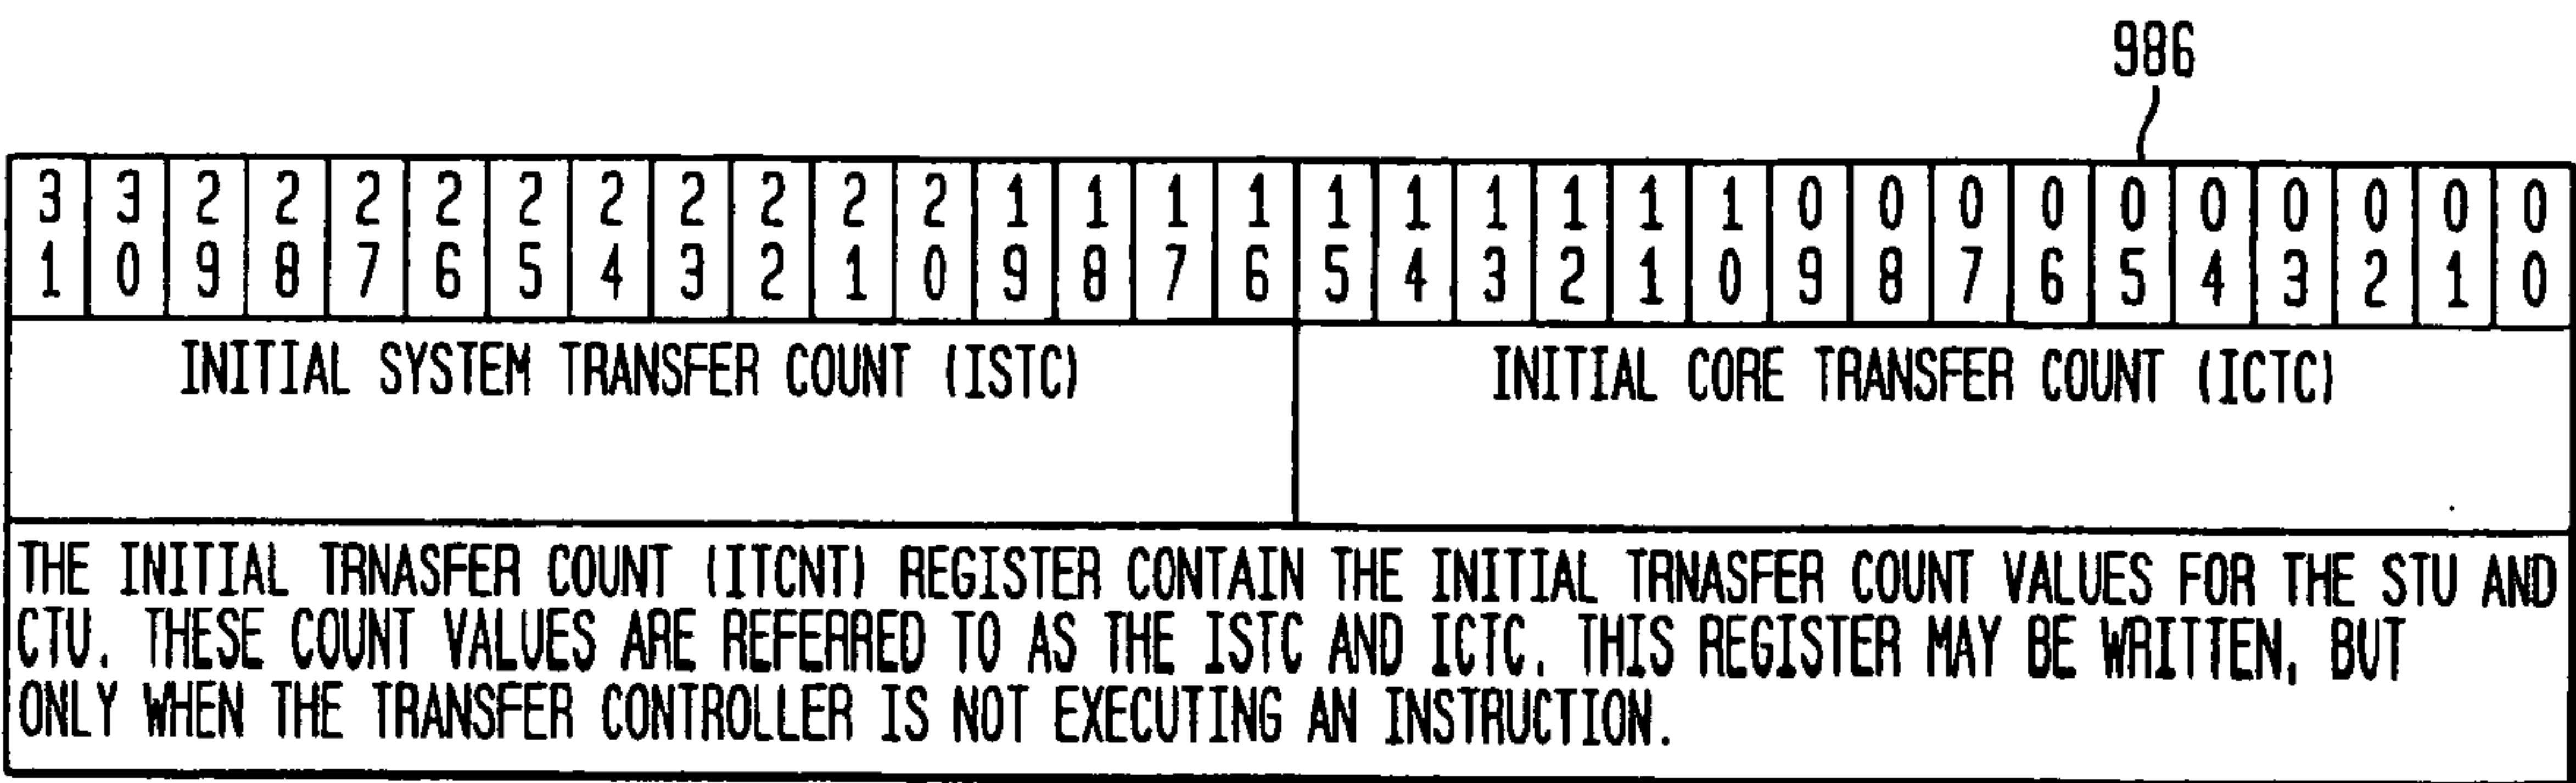 986
3 3 2 2 2 2 2 2 2 2 2 2 1 1 1 1 1 1 1 1 1 1 0 0 0 0 0 0 0 0 0 0
1 0 9 8 7 6 5 4 3 2 1 0 9 8 7 6 5 4 3 2 1 0 9 8 7 6 5 4 3 2 1 0
INITIAL SYSTEM TRANSFER COUNT (ISTC)
INITIAL CORE TRANSFER COUNT (ICTC)
THE INITIAL TRNASFER COUNT (ITCNT) REGISTER CONTAIN THE INITIAL TRNASFER COUNT VALUES FOR THE STU AND
CTU. THESE COUNT VALUES ARE REFERRED TO AS THE ISTC AND ICTC. THIS REGISTER MAY BE WRITTEN, BUT
ONLY WHEN THE TRANSFER CONTROLLER IS NOT EXECUTING AN INSTRUCTION.